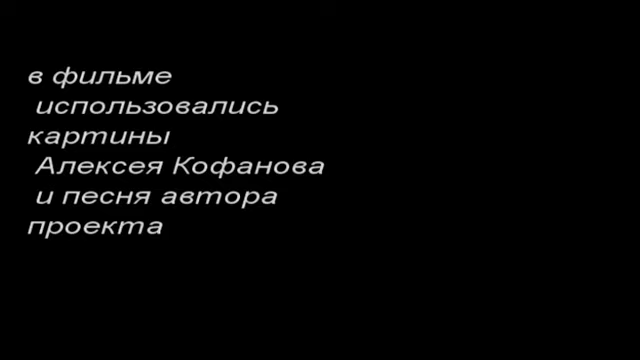 в фильме
использовались
картины
Алексея Кофанова
и песня автора
проекта